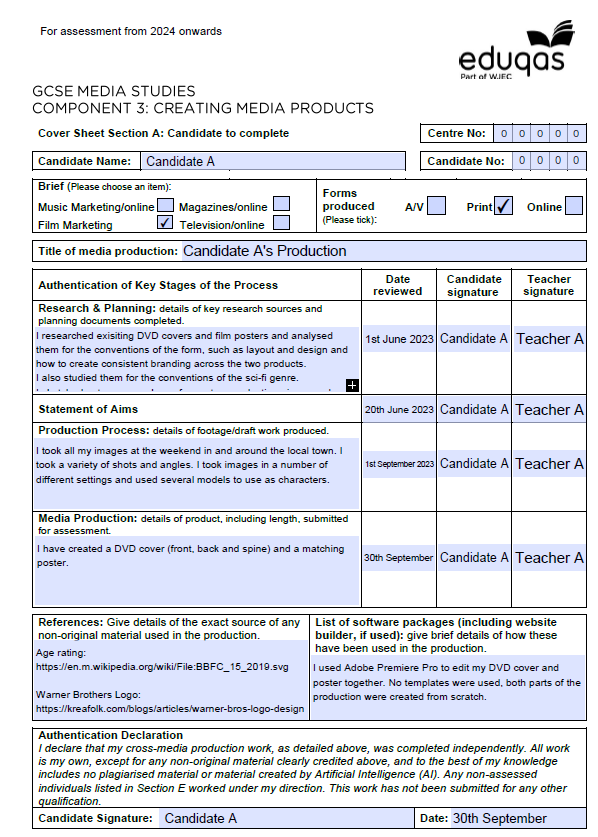 For assessment from 2024 onwards
eduqas
Part of WJEC
GCSE MEDIA STUDIES
COMPONENT 3: CREATING MEDIA PRODUCTS
Cover Sheet Section A: Candidate to complete
Centre No: 0 0 0 0 0
Candidate Name: Candidate A
Candidate No: 0 0 0 0
Brief (Please choose an item):
Music Marketing/online
Magazines/online
Film Marketing ✓
Television/online
Forms
produced
(Please tick):
A/V
Print ✓
Online
Title of media production: Candidate A's Production
Authentication of Key Stages of the Process
Date
reviewed
Candidate
signature
Teacher
signature
Research & Planning: details of key research sources and
planning documents completed.
I researched exisiting DVD covers and film posters and analysed
them for the conventions of the form, such as layout and design and
how to create consistent branding across the two products.
I also studied them for the conventions of the sci-fi genre.
1st June 2023
Candidate A
Teacher A
Statement of Aims
20th June 2023
Candidate A
Teacher A
Production Process: details of footage/draft work produced.
I took all my images at the weekend in and around the local town. I
took a variety of shots and angles. I took images in a number of
different settings and used several models to use as characters.
1st September 2023
Candidate A
Teacher A
Media Production: details of product, including length, submitted
for assessment.
I have created a DVD cover (front, back and spine) and a matching
poster.
30th September
Candidate A
Teacher A
References: Give details of the exact source of any
non-original material used in the production.
Age rating:
https://en.m.wikipedia.org/wiki/File:BBFC_15_2019.svg
Warner Brothers Logo:
https://kreafolk.com/blogs/articles/warner-bros-logo-design
List of software packages (including website
builder, if used): give brief details of how these
have been used in the production.
I used Adobe Premiere Pro to edit my DVD cover and
poster together. No templates were used, both parts of the
production were created from scratch.
Authentication Declaration
I declare that my cross-media production work, as detailed above, was completed independently. All work
is my own, except for any non-original material clearly credited above, and to the best of my knowledge
includes no plagiarised material or material created by Artificial Intelligence (AI). Any non-assessed
individuals listed in Section E worked under my direction. This work has not been submitted for any other
qualification.
Candidate Signature: Candidate A
Date: 30th September